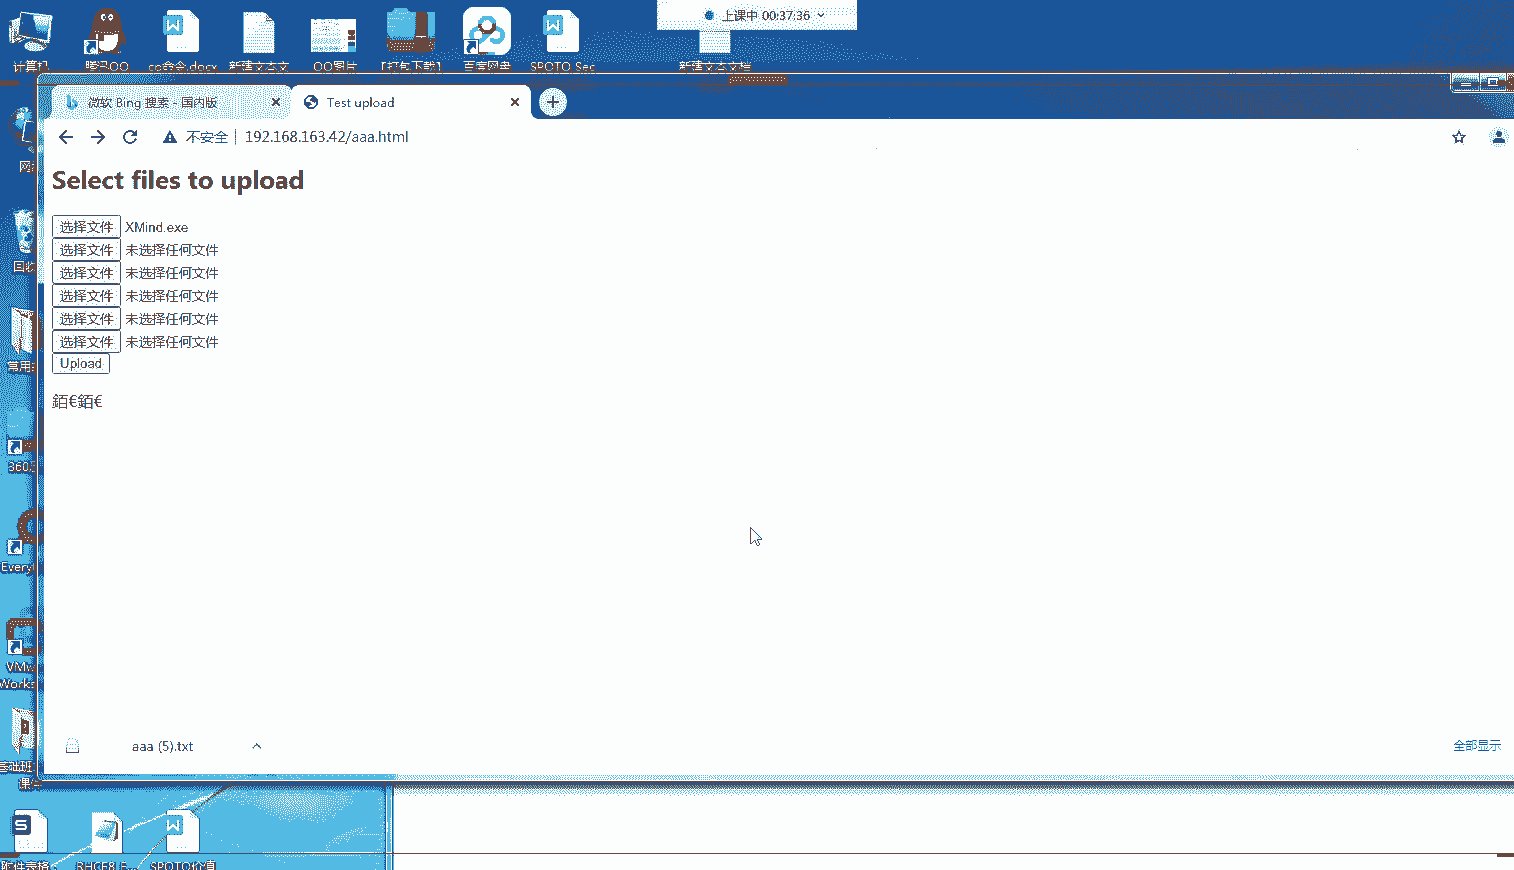 上课中 00:37:36
计算机
腾讯QQ
cp命令.docx
新建文本文
QQ图片
【打包下载】
百度网盘
SPOTO Sec
新建文本文档
微软 Bing 搜索 - 国内版
Test upload
不安全
192.168.163.42/aaa.html
Select files to upload
选择文件 XMind.exe
选择文件 未选择任何文件
选择文件 未选择任何文件
选择文件 未选择任何文件
选择文件 未选择任何文件
选择文件 未选择任何文件
Upload
銆€銆€
网
回收
常用
360
Every
VMw
Works
基础班
课
aaa (5).txt
全部显示
附件表格
RHCE8
SPOTO价值